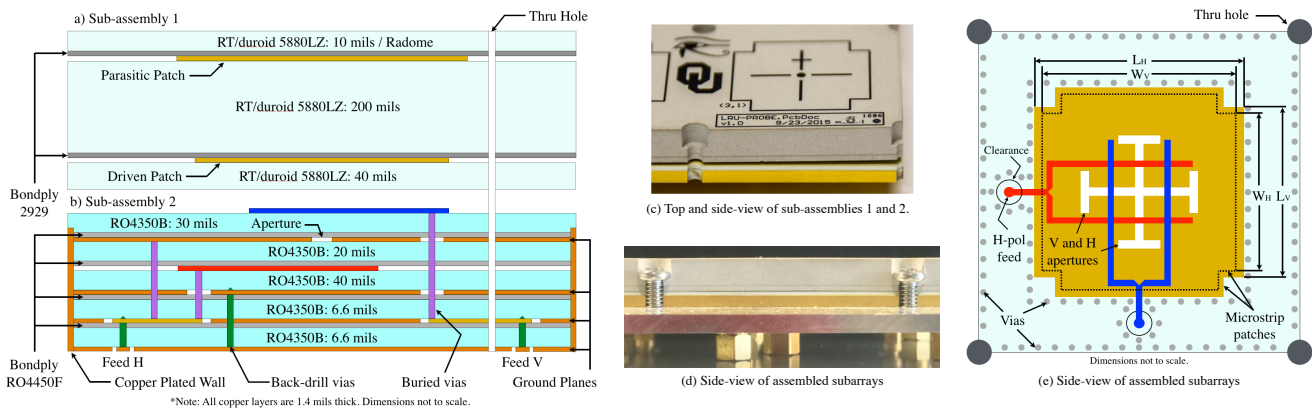 a) Sub-assembly 1
Thru Hole
RT/duroid 5880LZ: 10 mils / Radome
Parasitic Patch
RT/duroid 5880LZ: 200 mils
Driven Patch
RT/duroid 5880LZ: 40 mils
Bondply
2929
b) Sub-assembly 2
RO4350B: 30 mils
Aperture
RO4350B: 20 mils
RO4350B: 40 mils
RO4350B: 6.6 mils
RO4350B: 6.6 mils
Feed H
Feed V
Bondply
RO4450F
Copper Plated Wall
Back-drill vias
Buried vias
Ground Planes
*Note: All copper layers are 1.4 mils thick. Dimensions not to scale.
OU
(3,1)
LRU-PROBE.PcbDoc
v1.0 9/23/2015
1686
(c) Top and side-view of sub-assemblies 1 and 2.
(d) Side-view of assembled subarrays
Thru hole
LH
WV
Clearance
WH
LV
H-pol
feed
V and H
apertures
Vias
Microstrip
patches
Dimensions not to scale.
(e) Side-view of assembled subarrays